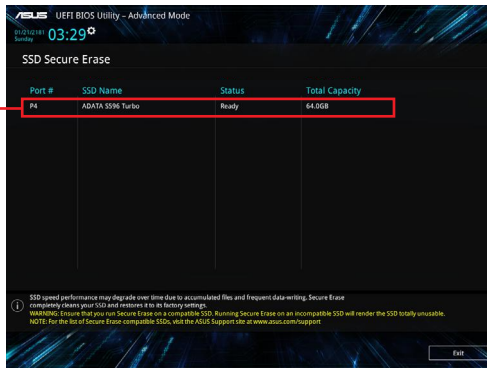 ASUS UEFI BIOS Utility – Advanced Mode
01/21/2181
Sunday
03:29
SSD Secure Erase
Port # SSD Name Status Total Capacity
P4 ADATA S596 Turbo Ready 64.0GB
SSD speed performance may degrade over time due to accumulated files and frequent data-writing. Secure Erase
completely cleans your SSD and restores it to its factory settings.
WARNING: Ensure that you run Secure Erase on a compatible SSD. Running Secure Erase on an incompatible SSD will render the SSD totally unusable.
NOTE: For the list of Secure Erase-compatible SSDs, visit the ASUS Support site at www.asus.com/support
Exit